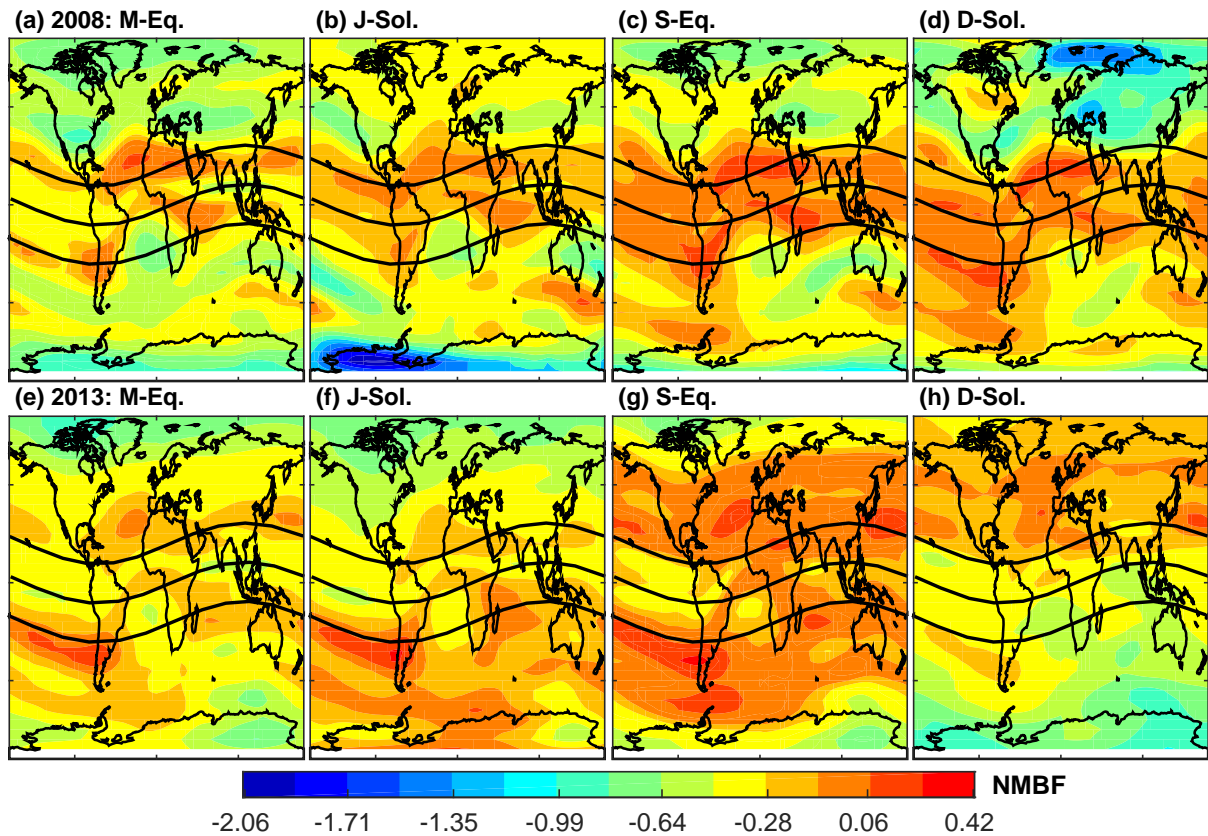 (a) 2008: M-Eq. (b) J-Sol. (c) S-Eq. (d) D-Sol.
(e) 2013: M-Eq. (f) J-Sol. (g) S-Eq. (h) D-Sol.
NMBF
-2.06 -1.71 -1.35 -0.99 -0.64 -0.28 0.06 0.42